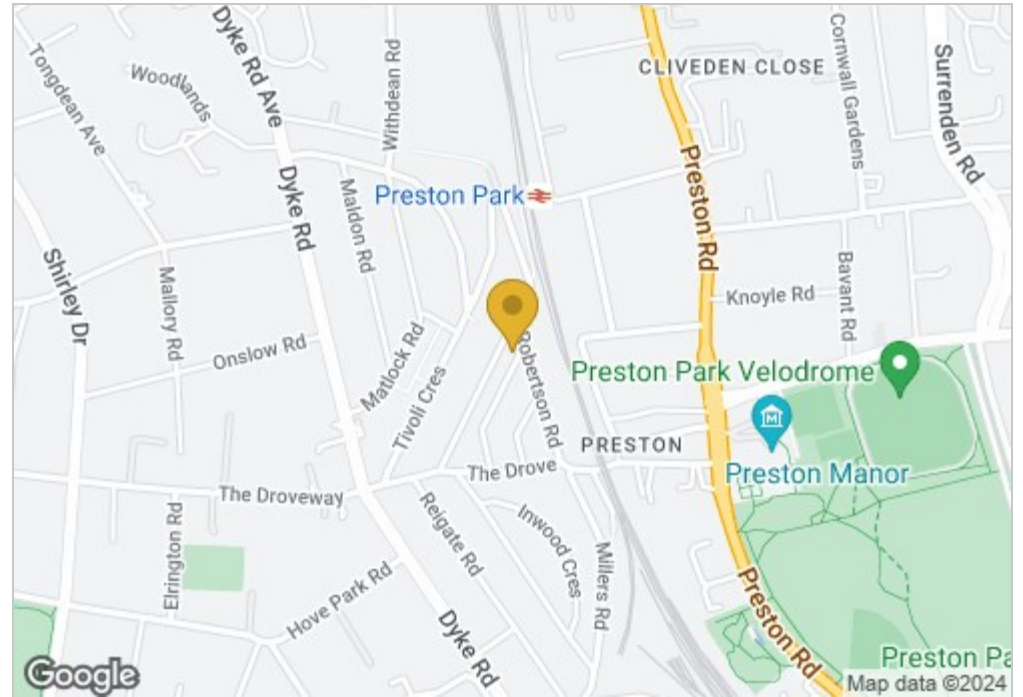 Tongdean Ave
Woodlands
Dyke Rd Ave
Withdean Rd
CLIVEDEN CLOSE
Cornwall Gardens
Surrenden Rd
Preston Park
Preston Rd
Dyke Rd
Maldon Rd
Shirley Dr
Mallory Rd
Bavant Rd
Knoyle Rd
Onslow Rd
Matlock Rd
Tivoli Cres
Robertson Rd
Preston Park Velodrome
PRESTON
Preston Manor
The Drove
The Droveway
Elrington Rd
Reigate Rd
Inwood Cres
Millers Rd
Hove Park Rd
Dyke Rd
Preston Rd
Preston Pa
Google
Map data ©2024